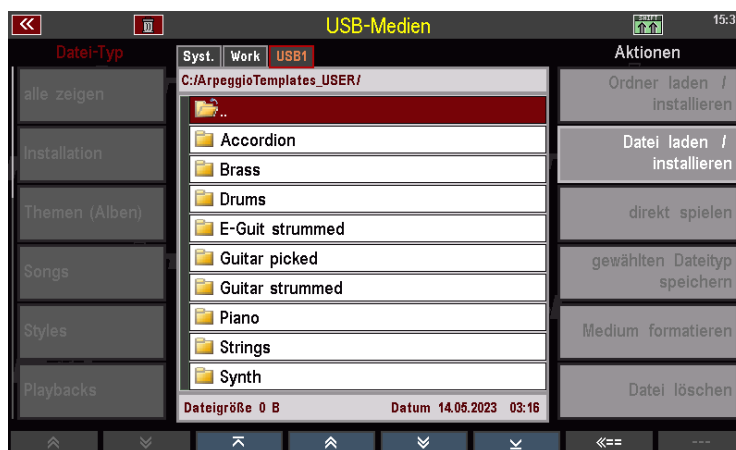 USB-Medien
SHIFT
15:3
Datei-Typ
alle zeigen
Installation
Themen (Alben)
Songs
Styles
Playbacks
Syst. Work USB1
C:/ArpeggioTemplates_USER/
..
Accordion
Brass
Drums
E-Guit strummed
Guitar picked
Guitar strummed
Piano
Strings
Synth
Dateigröße 0 B Datum 14.05.2023 03:16
Aktionen
Ordner laden /
installieren
Datei laden /
installieren
direkt spielen
gewählten Dateityp
speichern
Medium formatieren
Datei löschen
«==
---